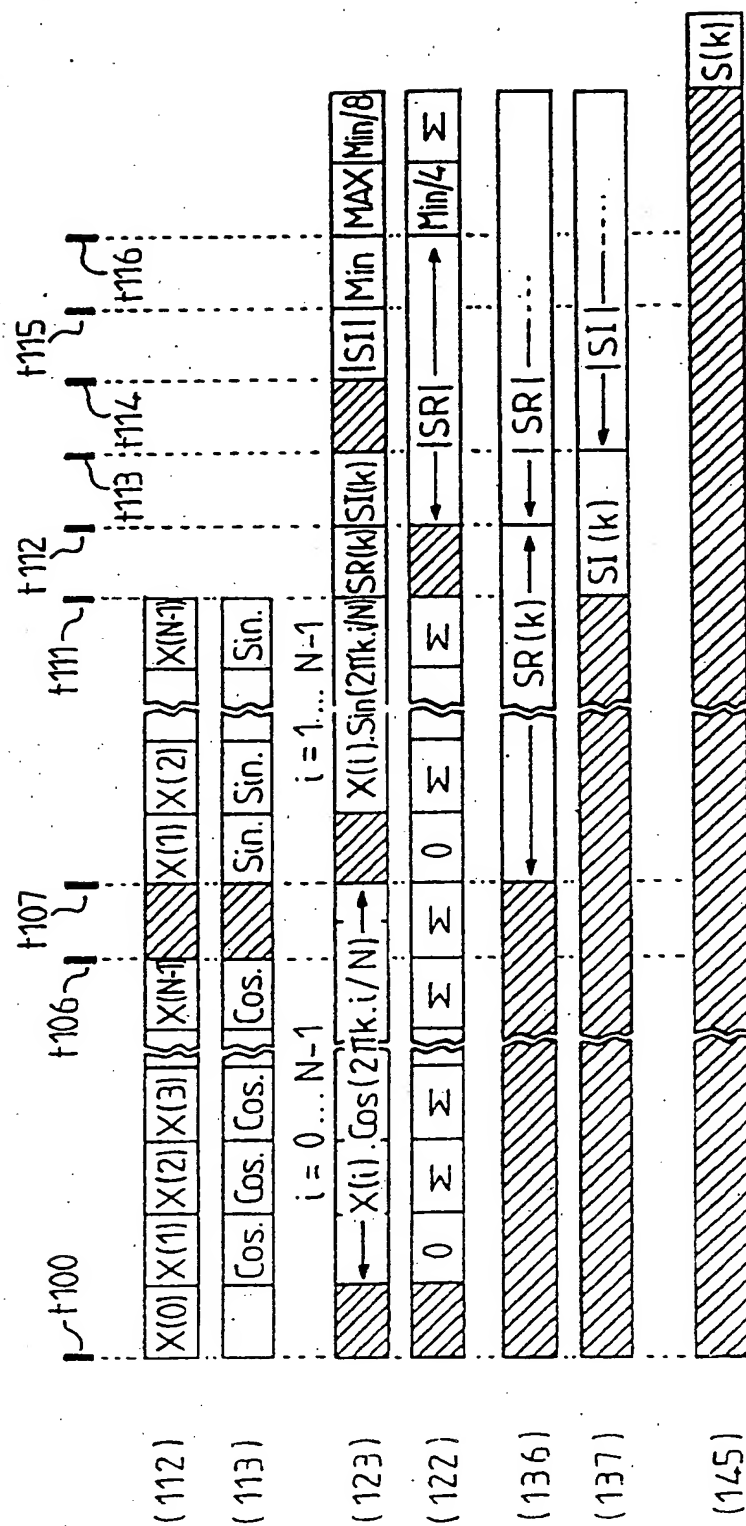 t100 t106 t107 t111 t112 t113 t114 t115 t116
(112) X(0) X(1) X(2) X(3) X(N-1) X(1) X(2) X(N-1)
(113) Cos. Cos. Cos. Cos. Sin. Sin. Sin.
i = 0.... N-1 i = 1.... N-1
(123) X(i).Cos(2πk.i/N) X(i).Sin(2πk.i/N) SR(k) SI(k) |SI| Min MAX Min/8
(122) 0 Σ Σ Σ Σ 0 Σ Σ |SR| Min/4 Σ
(136) SR(k) |SR|
(137) SI(k) |SI|
(145) S(k)